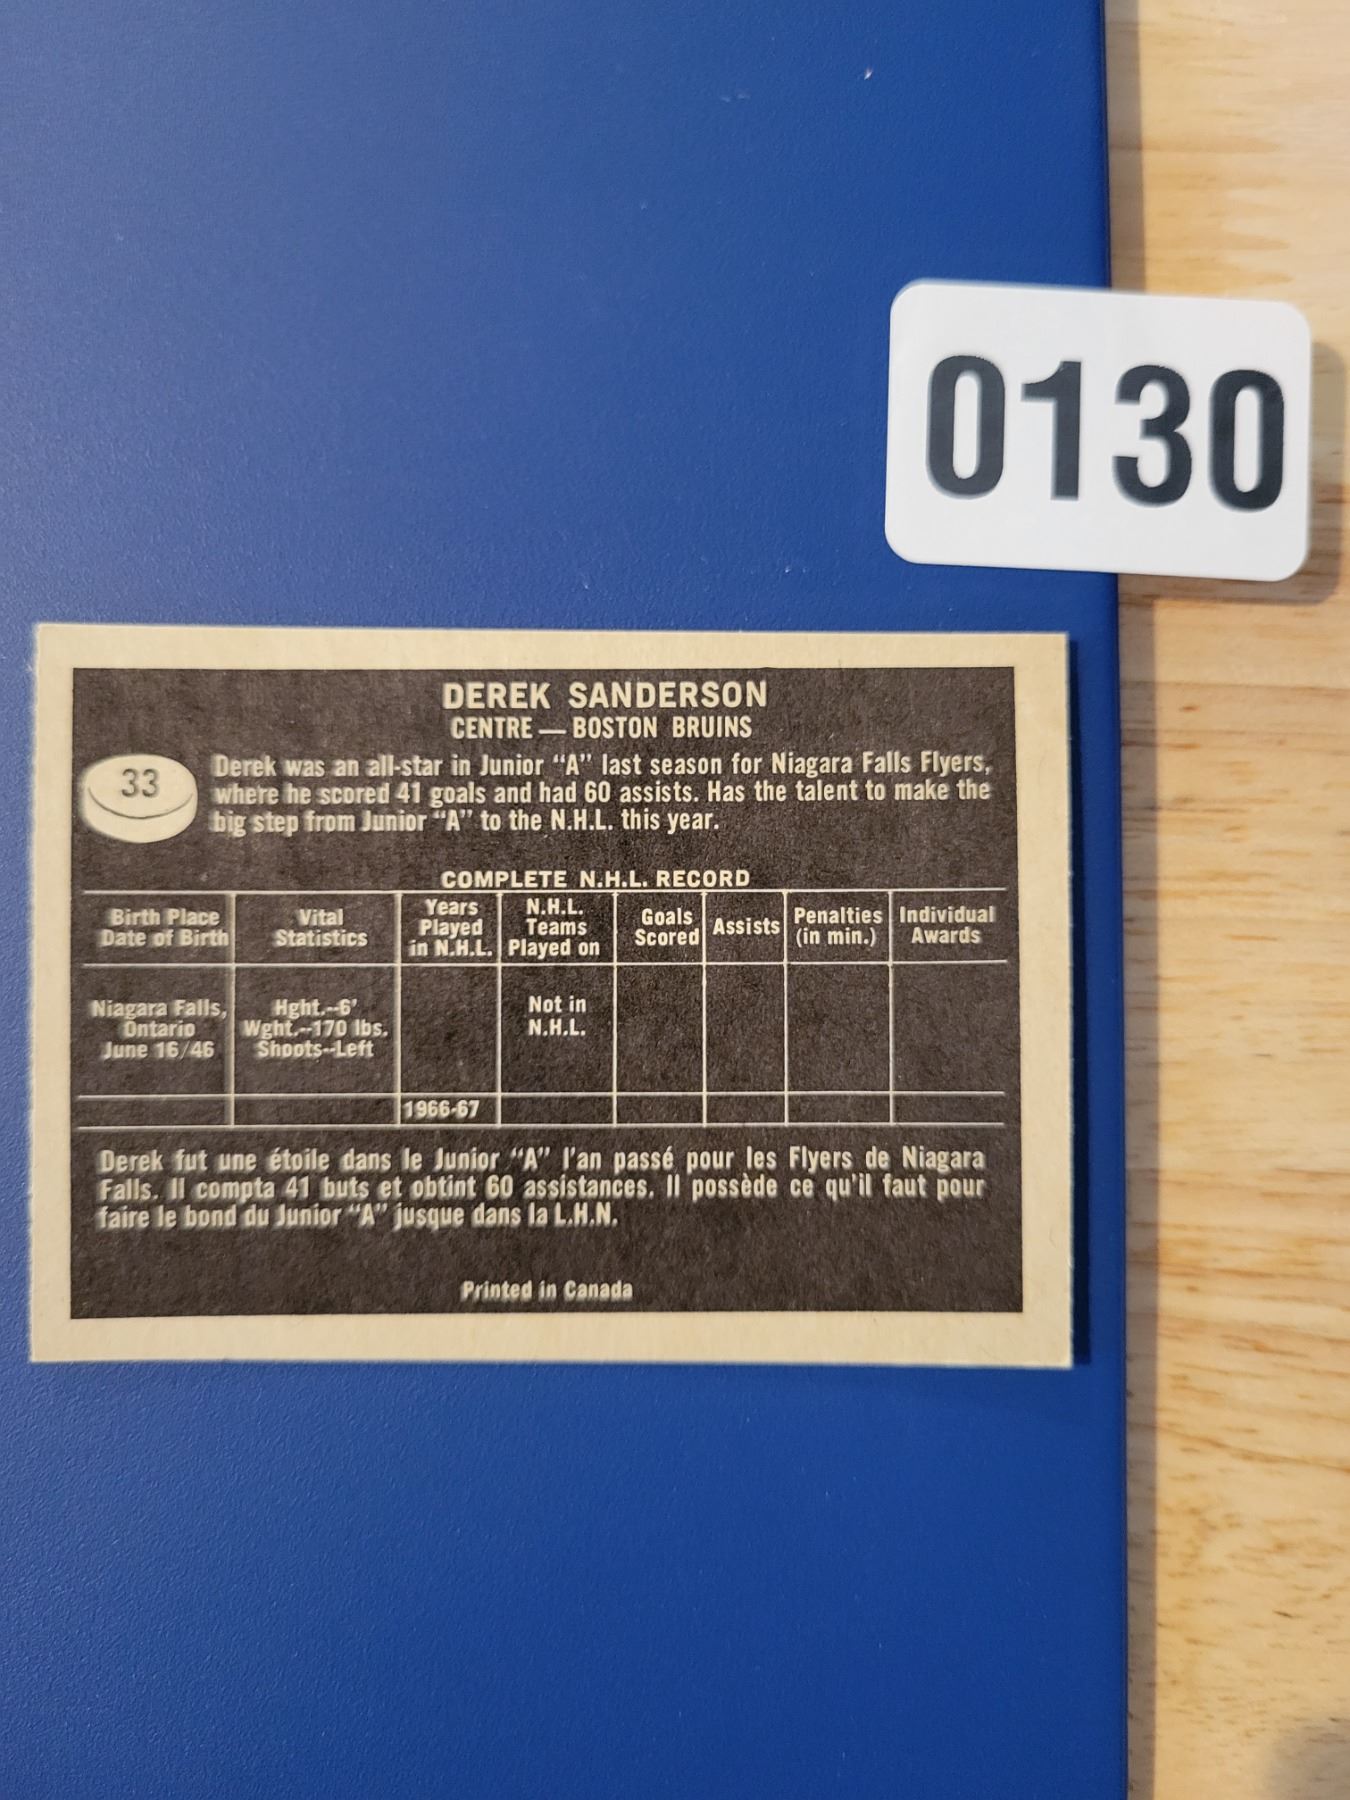 0130
DEREK SANDERSON
CENTRE — BOSTON BRUINS
33
Derek was an all-star in Junior "A" last season for Niagara Falls Flyers,
where he scored 41 goals and had 60 assists. Has the talent to make the
big step from Junior "A" to the N.H.L. this year.
COMPLETE N.H.L. RECORD
Birth Place
Date of Birth
Vital
Statistics
Years
Played
in N.H.L.
N.H.L.
Teams
Played on
Goals
Scored
Assists
Penalties
(in min.)
Individual
Awards
Niagara Falls,
Ontario
June 16/46
Hght.--6'
Wght.--170 lbs.
Shoots--Left
Not in
N.H.L.
1966-67
Derek fut une étoile dans le Junior "A" l'an passé pour les Flyers de Niagara
Falls. Il compta 41 buts et obtint 60 assistances. Il possède ce qu'il faut pour
faire le bond du Junior "A" jusque dans la L.H.N.
Printed in Canada